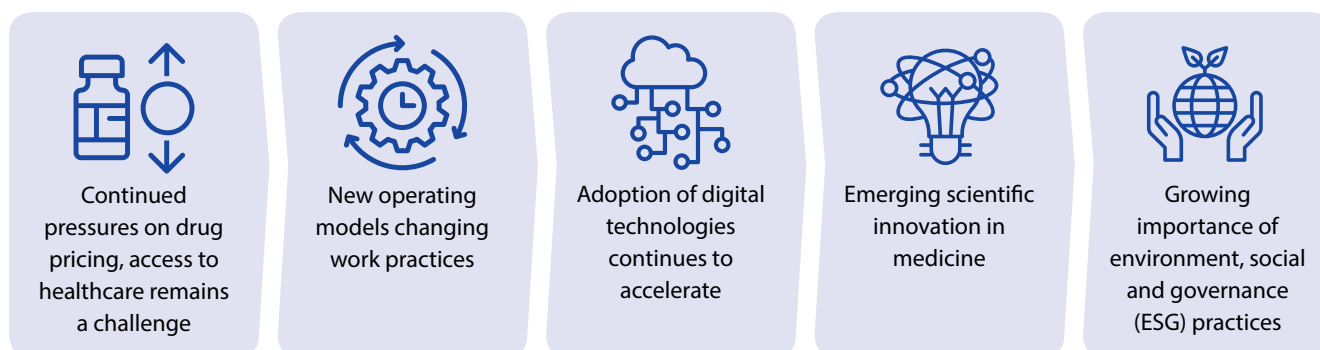 Continued
pressures on drug
pricing, access to
healthcare remains
a challenge
New operating
models changing
work practices
Adoption of digital
technologies
continues to
accelerate
Emerging scientific
innovation in
medicine
Growing
importance of
environment, social
and governance
(ESG) practices